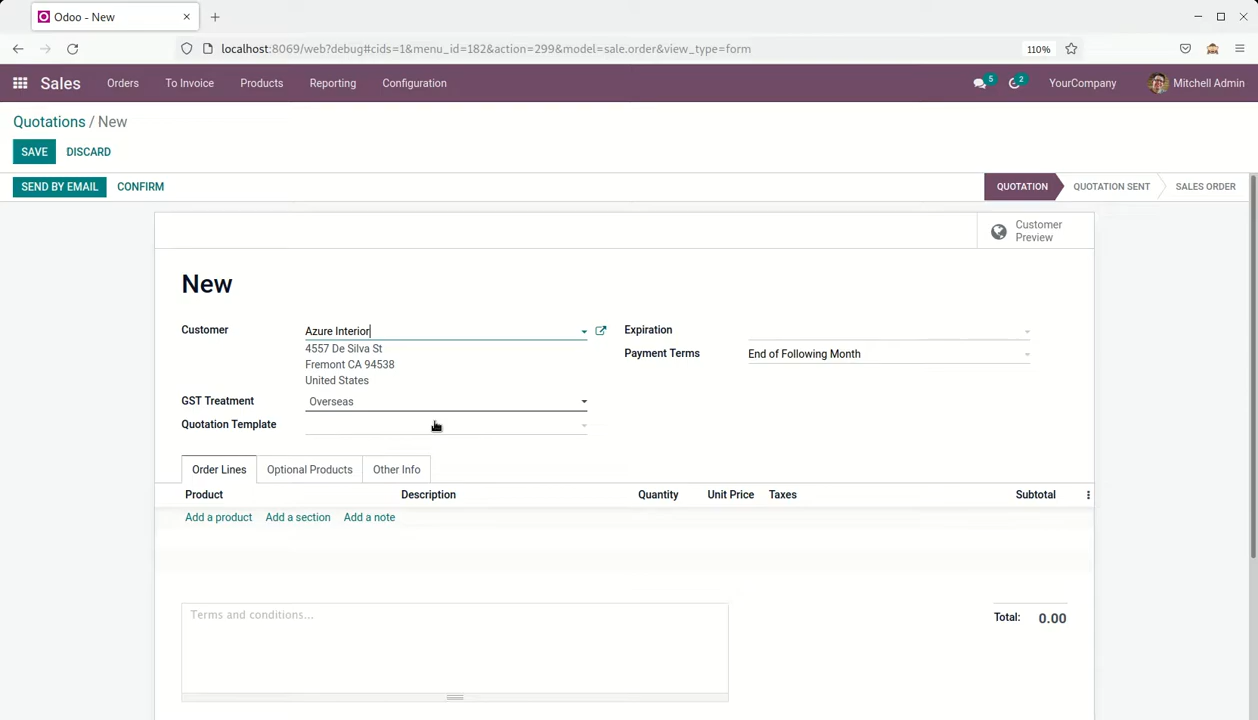 Odoo - New
localhost:8069/web?debug#cids=1&menu_id=182&action=299&model=sale.order&view_type=form
110%
Sales Orders To Invoice Products Reporting Configuration 5 2 YourCompany Mitchell Admin
Quotations / New
SAVE DISCARD
SEND BY EMAIL CONFIRM QUOTATION QUOTATION SENT SALES ORDER
Customer
Preview
New
Customer Azure Interior Expiration
4557 De Silva St
Payment Terms End of Following Month
Fremont CA 94538
United States
GST Treatment Overseas
Quotation Template
Order Lines Optional Products Other Info
Product Description Quantity Unit Price Taxes Subtotal
Add a product Add a section Add a note
Terms and conditions...
Total: 0.00